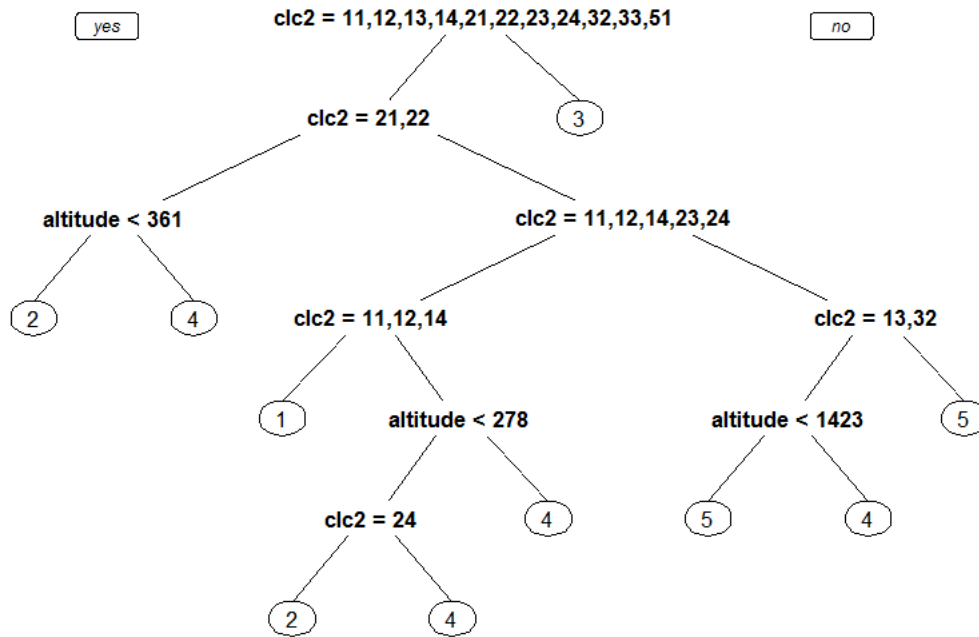 yes
clc2 = 11,12,13,14,21,22,23,24,32,33,51
no
clc2 = 21,22
3
altitude < 361
clc2 = 11,12,14,23,24
2
4
clc2 = 11,12,14
clc2 = 13,32
1
altitude < 278
altitude < 1423
5
clc2 = 24
4
5
4
2
4